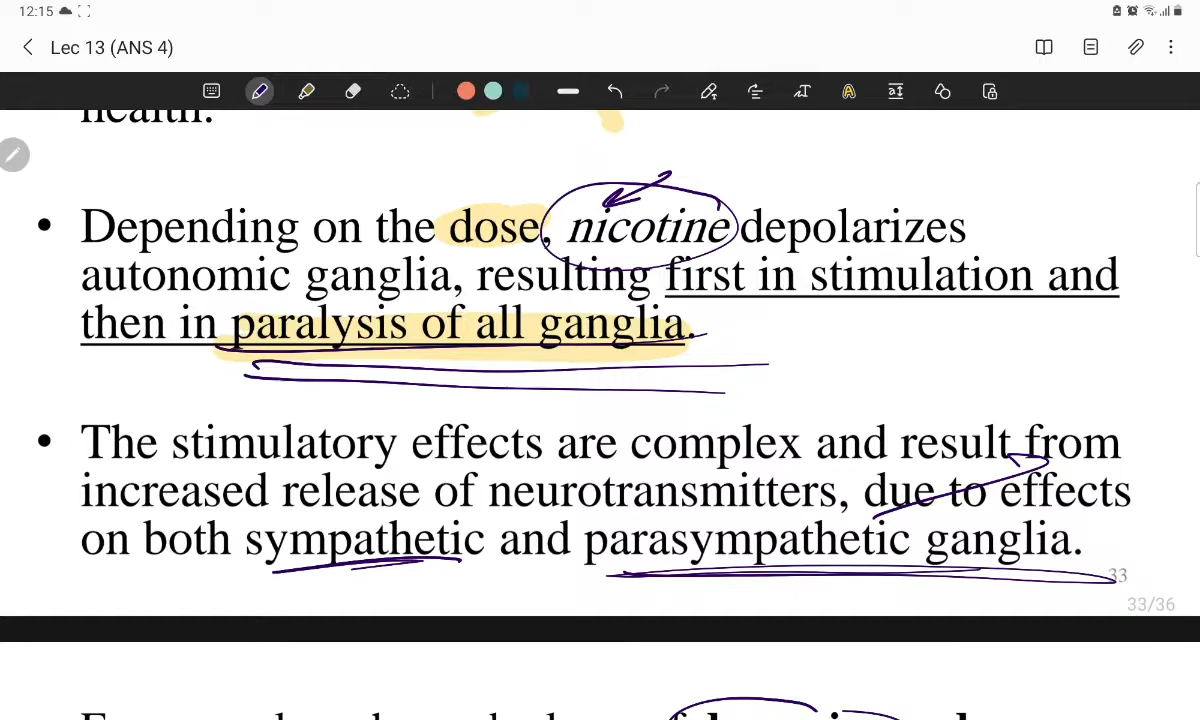 12:15
Lec 13 (ANS 4)
health.
• Depending on the dose, nicotine depolarizes
autonomic ganglia, resulting first in stimulation and
then in paralysis of all ganglia.
• The stimulatory effects are complex and result from
increased release of neurotransmitters, due to effects
on both sympathetic and parasympathetic ganglia.
33
33/36